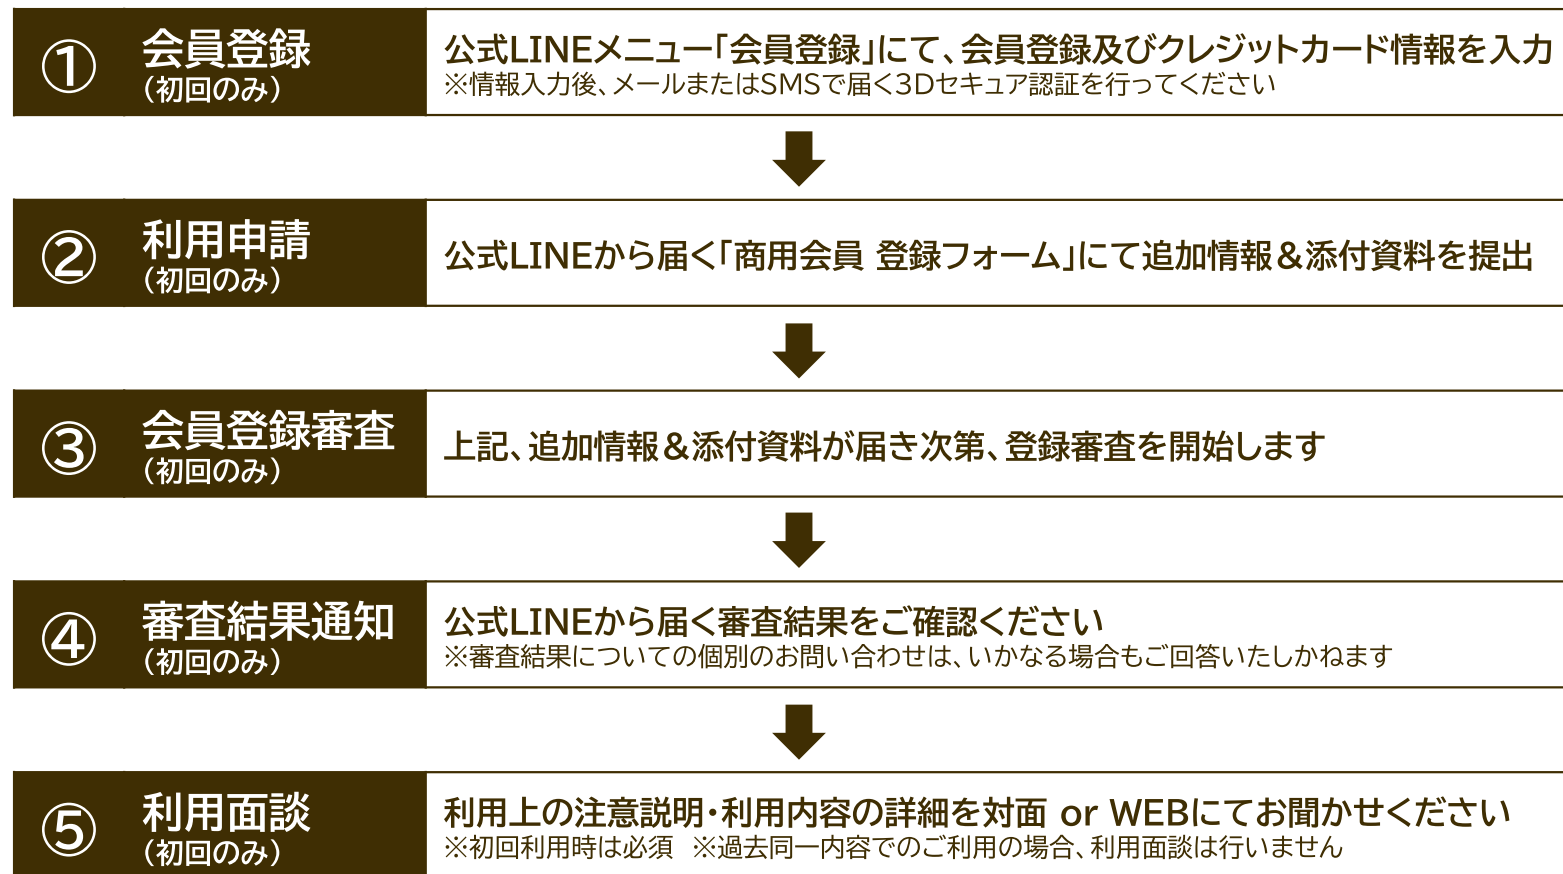 ① 会員登録
(初回のみ)
公式LINEメニュー「会員登録」にて、会員登録及びクレジットカード情報を入力
※情報入力後、メールまたはSMSで届く3Dセキュア認証を行ってください
② 利用申請
(初回のみ)
公式LINEから届く「商用会員 登録フォーム」にて追加情報&添付資料を提出
③ 会員登録審査
(初回のみ)
上記、追加情報&添付資料が届き次第、登録審査を開始します
④ 審査結果通知
(初回のみ)
公式LINEから届く審査結果をご確認ください
※審査結果についての個別のお問い合わせは、いかなる場合もご回答いたしかねます
⑤ 利用面談
(初回のみ)
利用上の注意説明・利用内容の詳細を対面 or WEBにてお聞かせください
※初回利用時は必須 ※過去同一内容でのご利用の場合、利用面談は行いません